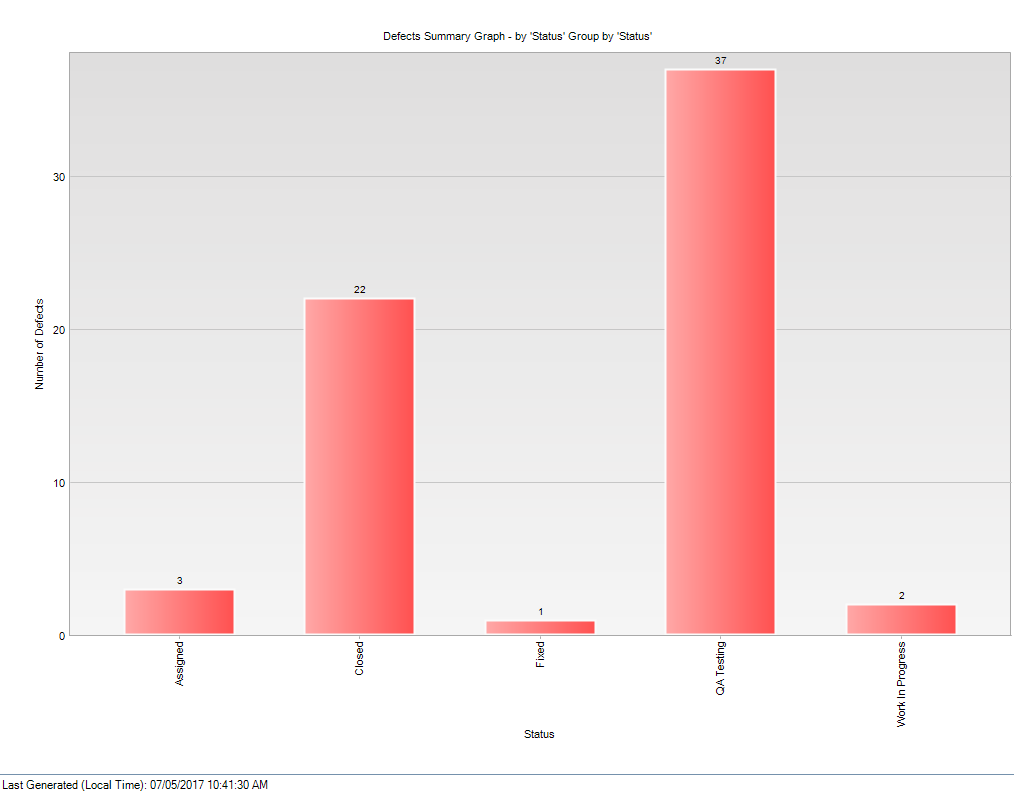 Defects Summary Graph - by 'Status' Group by 'Status'
37
30
22
20
Number of Defects
10
3
2
1
0
Assigned
Closed
Fixed
QA Testing
Work In Progress
Status
Last Generated (Local Time): 07/05/2017 10:41:30 AM